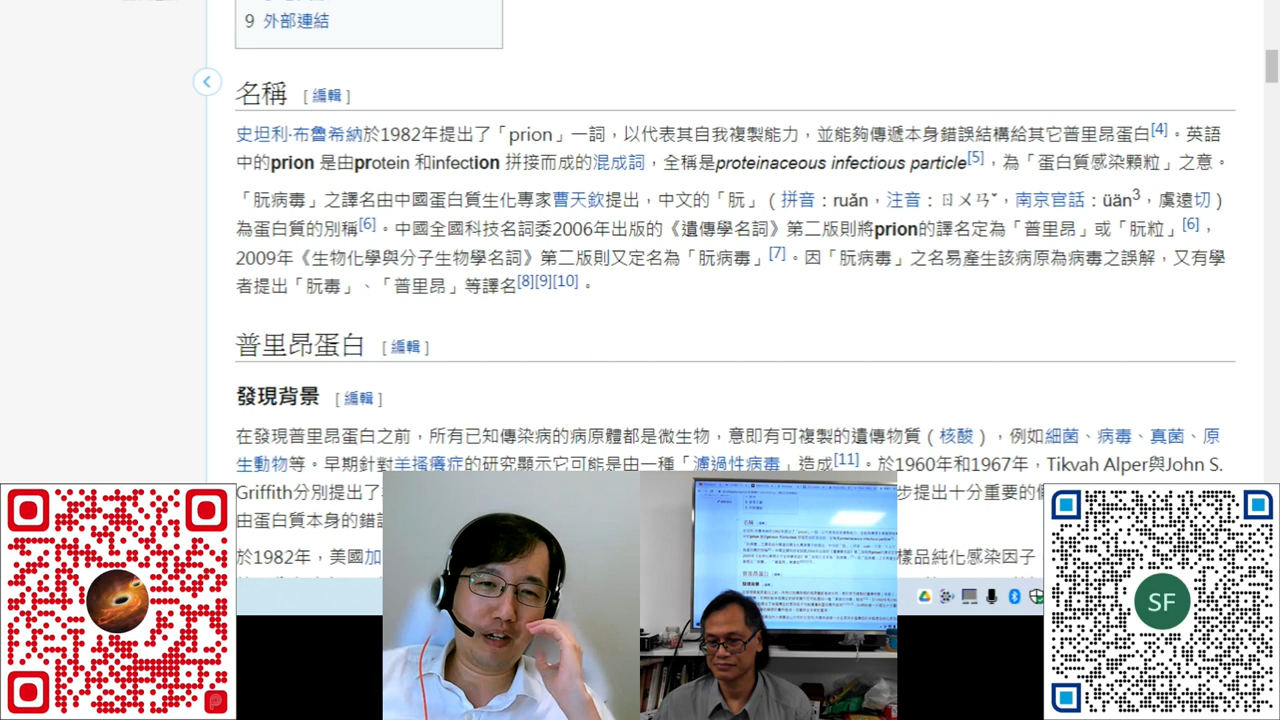 9 外部連結
名稱 [ 編輯 ]
史坦利·布魯希納於1982年提出了「prion」一詞，以代表其自我複製能力，並能夠傳遞本身錯誤結構給其它普里昂蛋白[4]。英語
中的prion 是由protein 和infection 拼接而成的混成詞，全稱是proteinaceous infectious particle[5]，為「蛋白質感染顆粒」之意。
「朊病毒」之譯名由中國蛋白質生化專家曹天欽提出，中文的「朊」（拼音：ruǎn，注音：ㄖㄨㄢˇ，南京官話：üän3，虞遠切）
為蛋白質的別稱[6]。中國全國科技名詞委2006年出版的《遺傳學名詞》第二版則將prion的譯名定為「普里昂」或「朊粒」[6]，
2009年《生物化學與分子生物學名詞》第二版則又定名為「朊病毒」[7]。因「朊病毒」之名易產生該病原為病毒之誤解，又有學
者提出「朊毒」、「普里昂」等譯名[8][9][10]。
普里昂蛋白 [ 編輯 ]
發現背景 [ 編輯 ]
在發現普里昂蛋白之前，所有已知傳染病的病原體都是微生物，意即有可複製的遺傳物質（核酸），例如細菌、病毒、真菌、原
生動物等。早期針對羊搔癢症的研究顯示它可能是由一種「濾過性病毒」造成[11]。於1960年和1967年，Tikvah Alper與John S.
Griffith分別提出了
步提出十分重要的
由蛋白質本身的錯
於1982年，美國加
樣品純化感染因子
SF